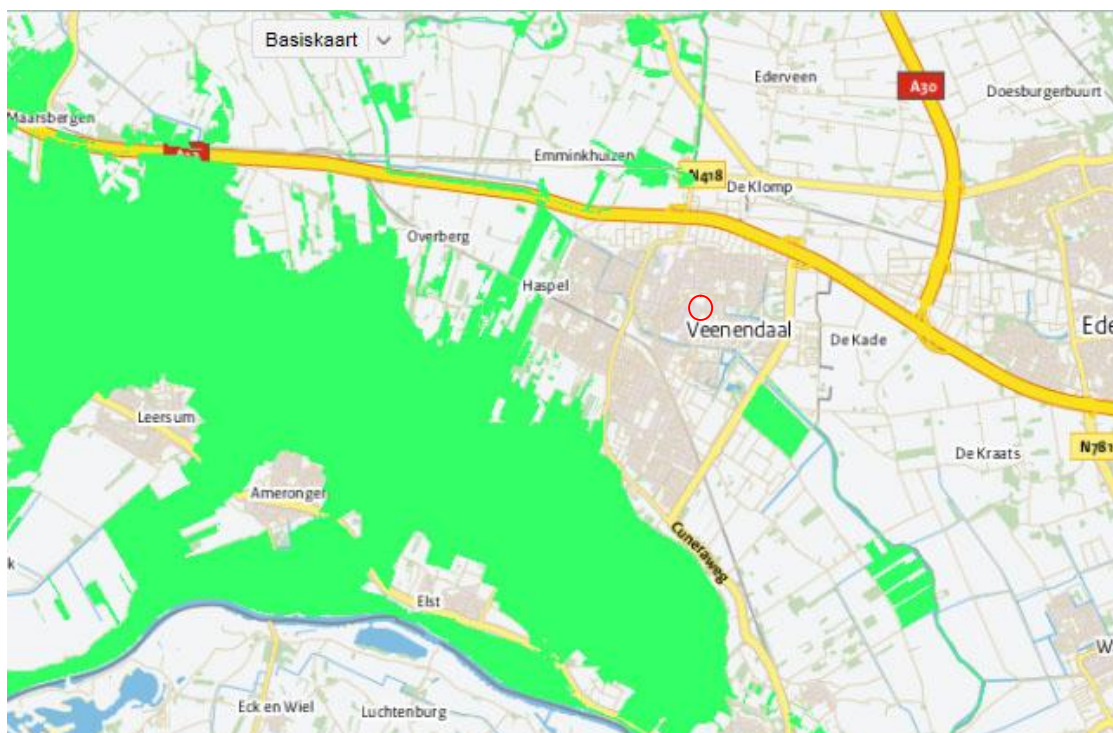 Basiskaart
Ederveen
A30
Doesburgerbuurt
Maarsbergen
Emminkhuizen
N418
De Klomp
Overberg
Haspel
Veenendaal
De Kade
Ede
Leersum
N781
De Kraats
Ameronger
Cuneraweg
k
Elst
W
Eck en Wiel
Luchtenburg